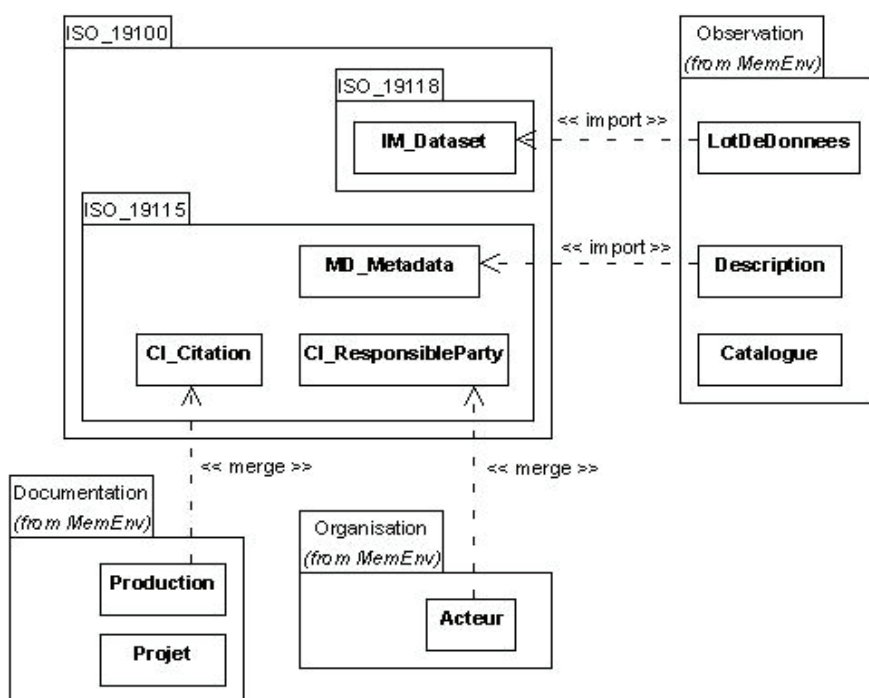 ISO_19100
Observation
(from MemEnv)
ISO_19118
<< import >>
IM_Dataset
LotDeDonnees
ISO_19115
<< import >>
MD_Metadata
Description
CI_Citation
CI_ResponsibleParty
Catalogue
<< merge >>
<< merge >>
Documentation
(from MemEnv)
Organisation
(from MemEnv)
Production
Acteur
Projet